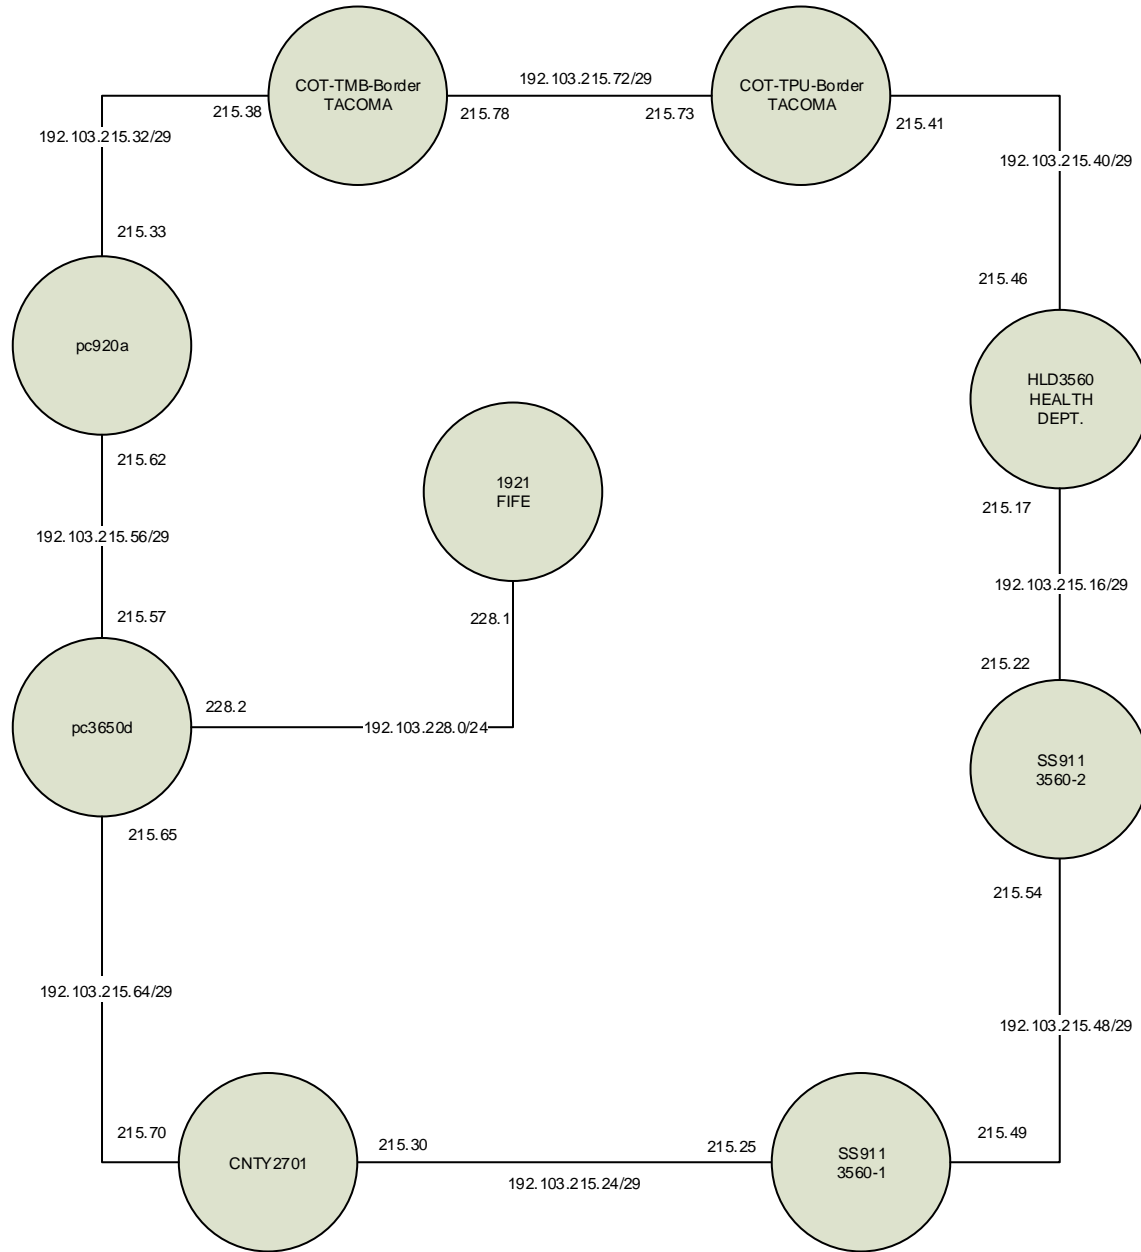 COT-TMB-Border
TACOMA
192.103.215.72/29
COT-TPU-Border
TACOMA
215.38
215.78
215.73
215.41
192.103.215.32/29
192.103.215.40/29
215.33
215.46
pc920a
HLD3560
HEALTH
DEPT.
215.62
1921
FIFE
215.17
192.103.215.56/29
192.103.215.16/29
215.57
228.1
215.22
228.2
pc3650d
192.103.228.0/24
SS911
3560-2
215.65
215.54
192.103.215.64/29
192.103.215.48/29
215.70
CNTY2701
215.30
215.25
SS911
3560-1
215.49
192.103.215.24/29